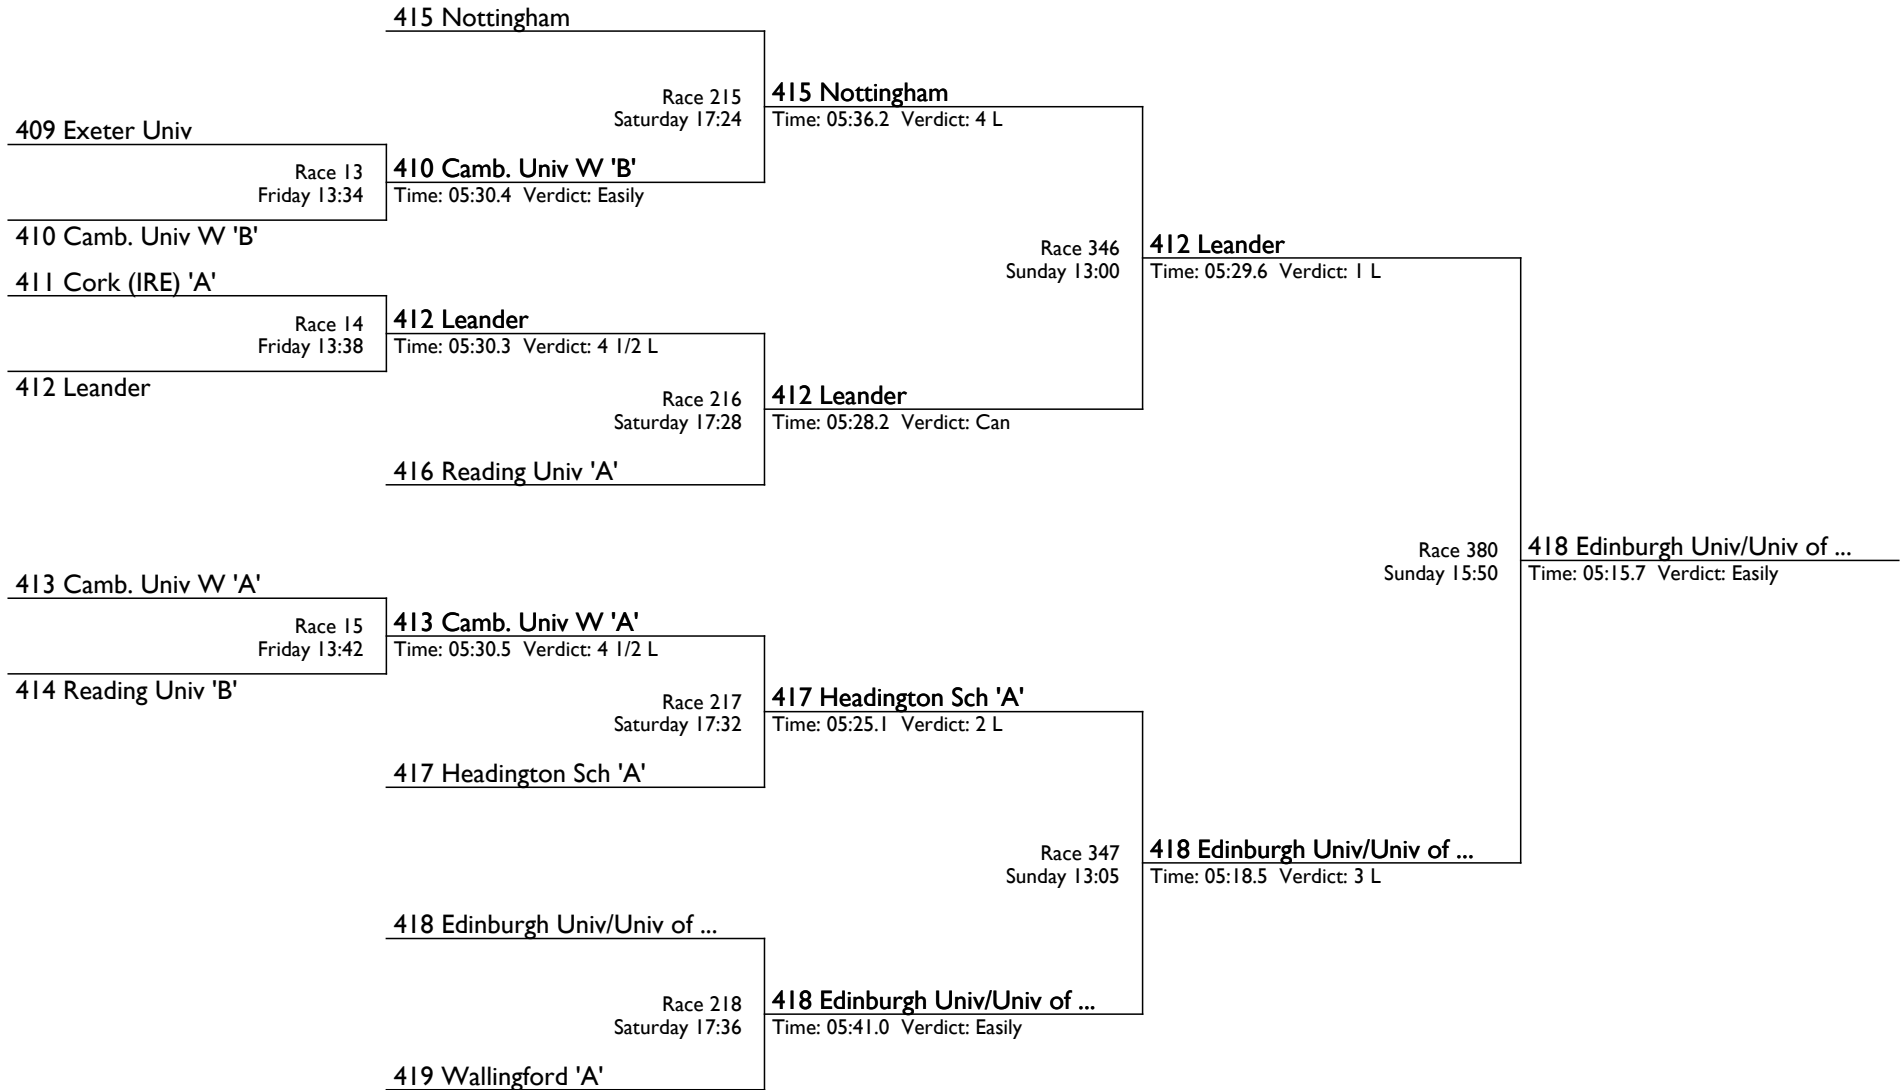 415 Nottingham
Race 215
Saturday 17:24
415 Nottingham
Time: 05:36.2 Verdict: 4 L
409 Exeter Univ
Race 13
Friday 13:34
410 Camb. Univ W 'B'
Time: 05:30.4 Verdict: Easily
410 Camb. Univ W 'B'
411 Cork (IRE) 'A'
Race 14
Friday 13:38
412 Leander
Time: 05:30.3 Verdict: 4 1/2 L
412 Leander
Race 346
Sunday 13:00
412 Leander
Time: 05:29.6 Verdict: 1 L
Race 216
Saturday 17:28
412 Leander
Time: 05:28.2 Verdict: Can
416 Reading Univ 'A'
Race 380
Sunday 15:50
418 Edinburgh Univ/Univ of ...
Time: 05:15.7 Verdict: Easily
413 Camb. Univ W 'A'
Race 15
Friday 13:42
413 Camb. Univ W 'A'
Time: 05:30.5 Verdict: 4 1/2 L
414 Reading Univ 'B'
Race 217
Saturday 17:32
417 Headington Sch 'A'
Time: 05:25.1 Verdict: 2 L
417 Headington Sch 'A'
Race 347
Sunday 13:05
418 Edinburgh Univ/Univ of ...
Time: 05:18.5 Verdict: 3 L
418 Edinburgh Univ/Univ of ...
Race 218
Saturday 17:36
418 Edinburgh Univ/Univ of ...
Time: 05:41.0 Verdict: Easily
419 Wallingford 'A'